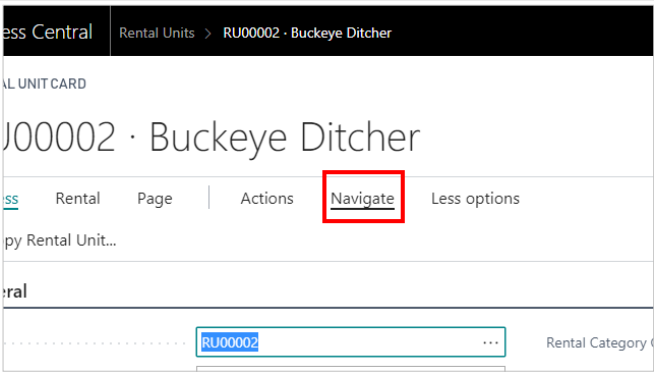 ess Central Rental Units > RU00002 · Buckeye Ditcher
AL UNIT CARD
U00002 · Buckeye Ditcher
ss Rental Page Actions Navigate Less options
py Rental Unit...
eral
RU00002 ... Rental Category